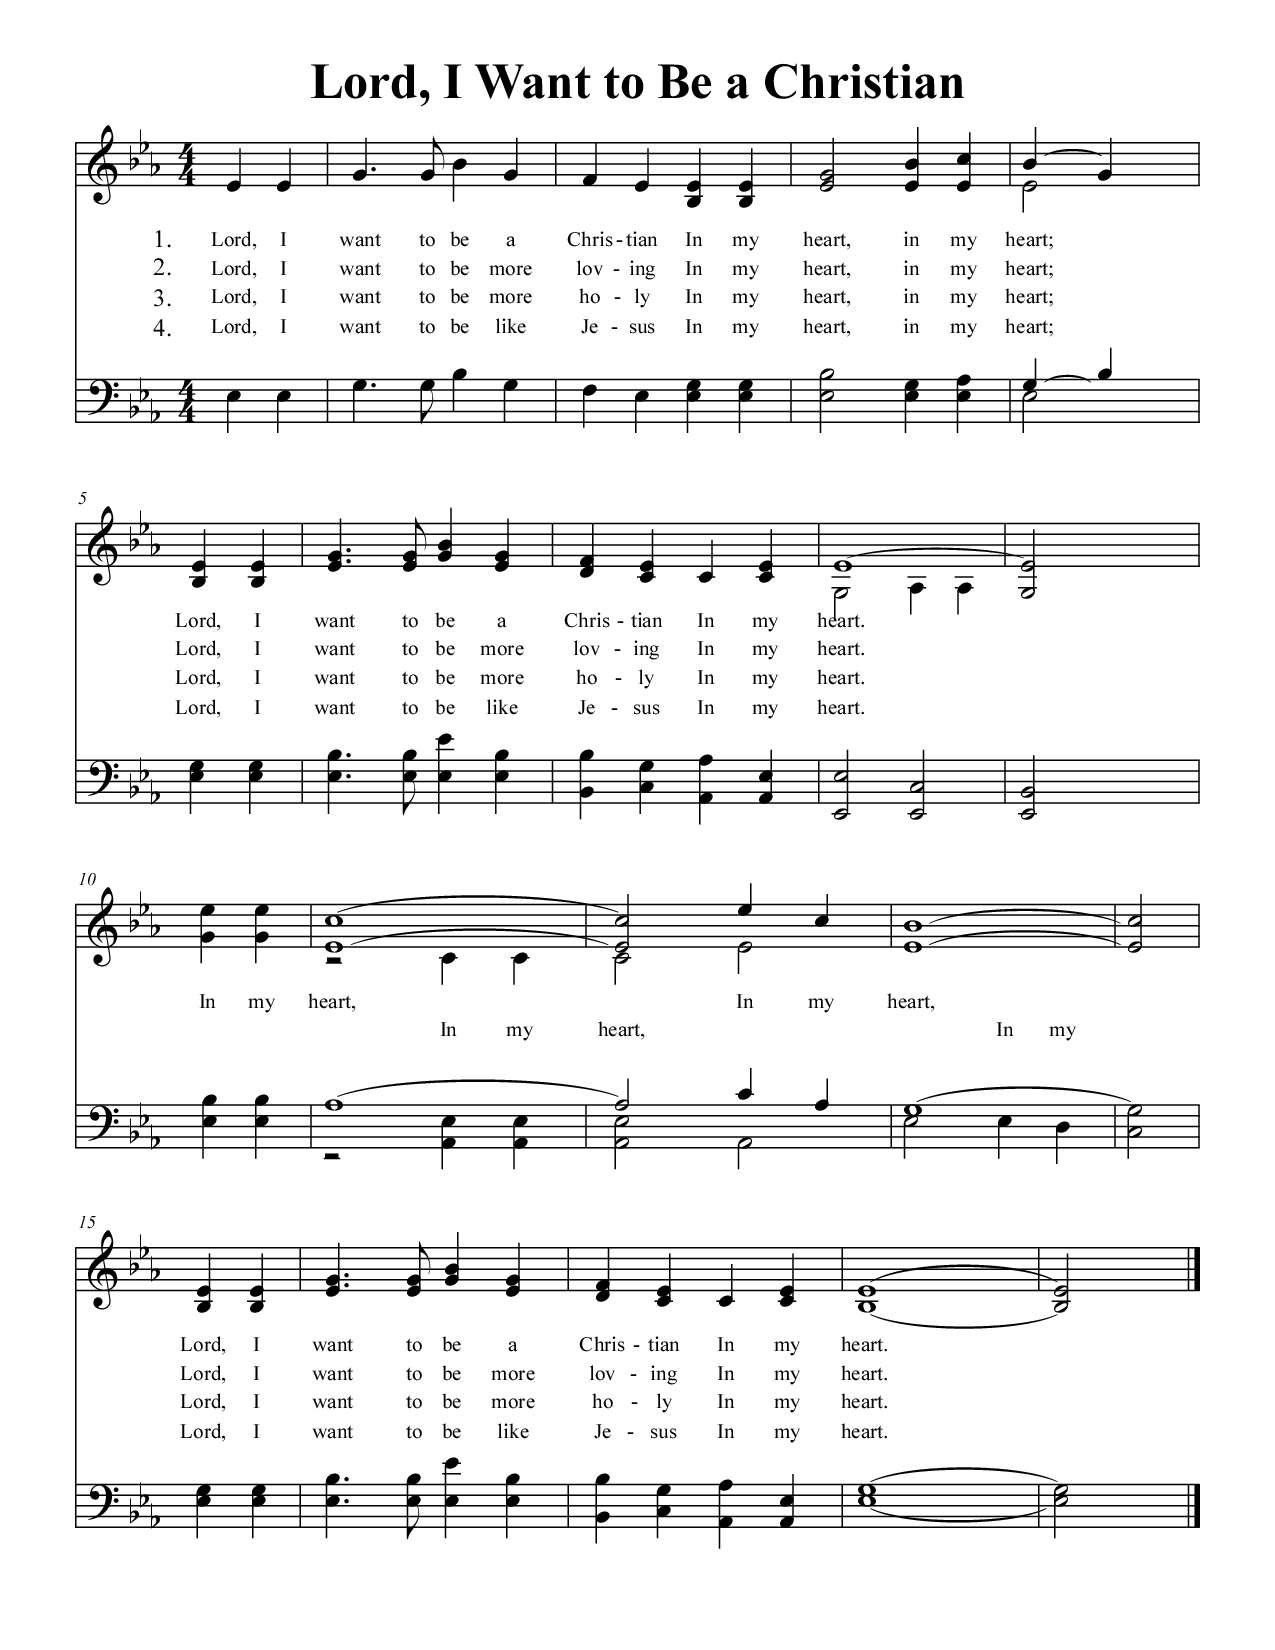 Lord, I Want to Be a Christian
1. Lord, I want to be a Chris - tian In my heart, in my heart;
2. Lord, I want to be more lov - ing In my heart, in my heart;
3. Lord, I want to be more ho - ly In my heart, in my heart;
4. Lord, I want to be like Je - sus In my heart, in my heart;
5
Lord, I want to be a Chris - tian In my heart.
Lord, I want to be more lov - ing In my heart.
Lord, I want to be more ho - ly In my heart.
Lord, I want to be like Je - sus In my heart.
10
In my heart, In my heart,
In my heart, In my
15
Lord, I want to be a Chris - tian In my heart.
Lord, I want to be more lov - ing In my heart.
Lord, I want to be more ho - ly In my heart.
Lord, I want to be like Je - sus In my heart.